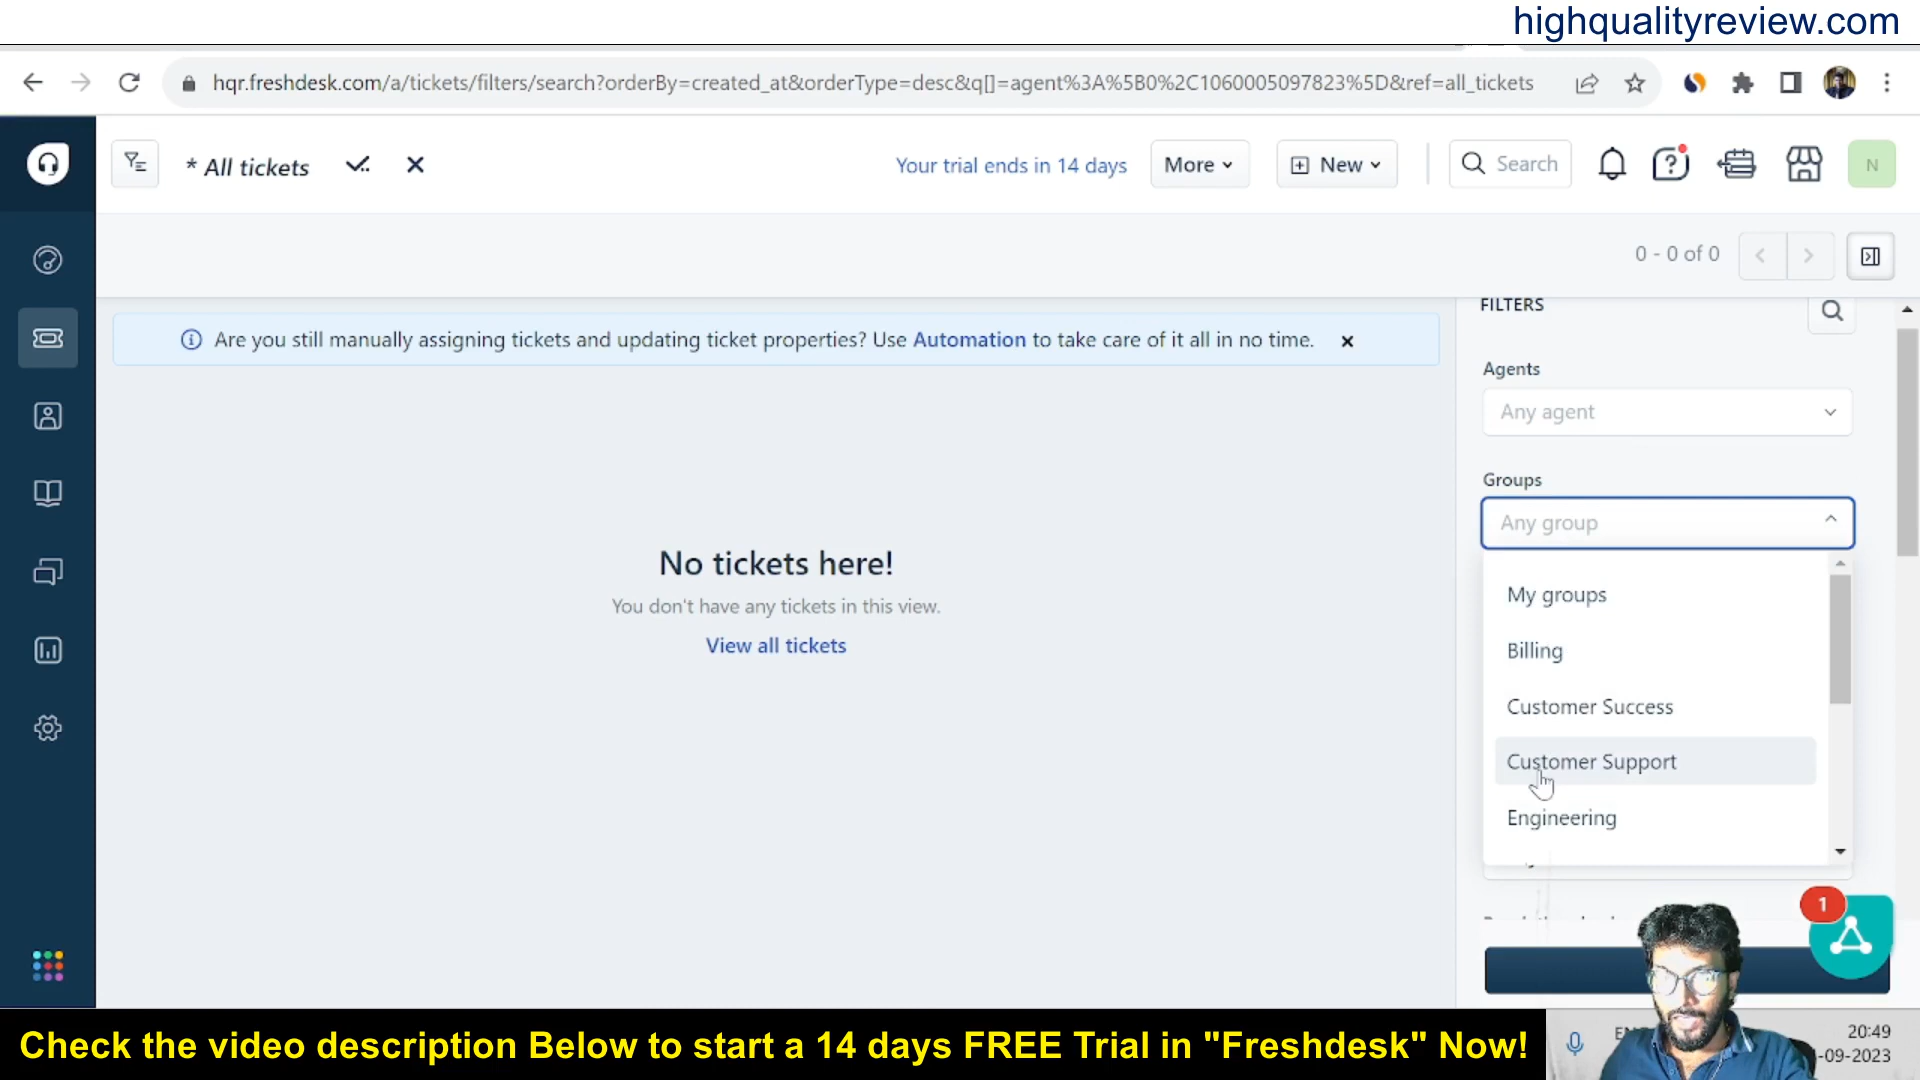 highqualityreview.com
hqr.freshdesk.com/a/tickets/filters/search?orderBy=created_at&orderType=desc&q[]=agent%3A%5B0%2C1060005097823%5D&ref=all_tickets
* All tickets
Your trial ends in 14 days
More
New
Search
N
0 - 0 of 0
Are you still manually assigning tickets and updating ticket properties? Use Automation to take care of it all in no time.
FILTERS
Agents
Any agent
Groups
Any group
My groups
Billing
Customer Success
Customer Support
Engineering
No tickets here!
You don't have any tickets in this view.
View all tickets
1
Check the video description Below to start a 14 days FREE Trial in "Freshdesk" Now!
20:49
-09-2023